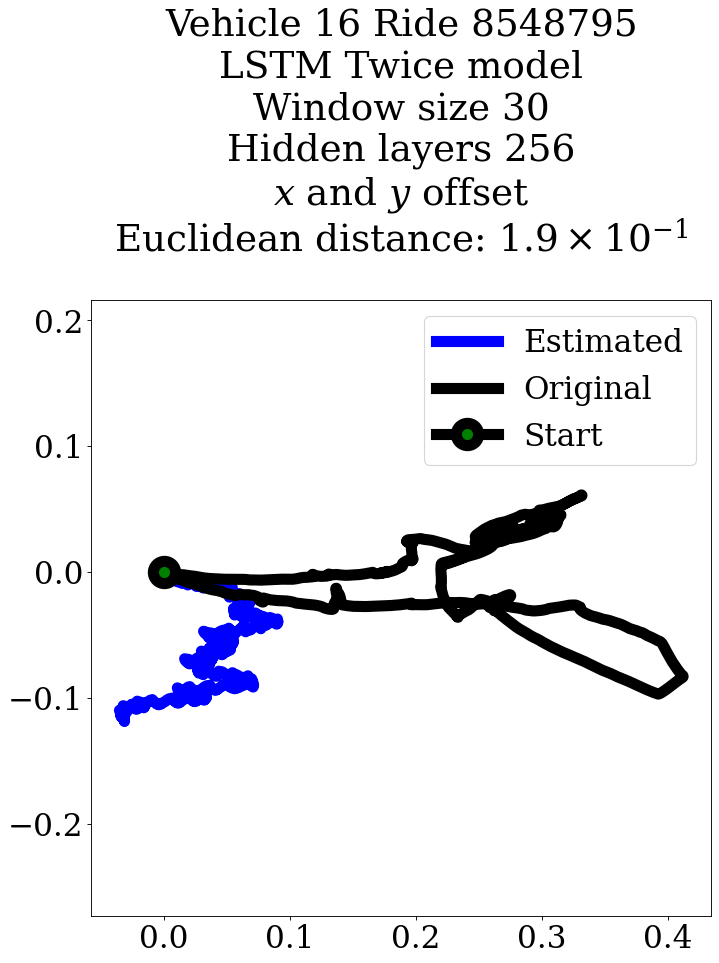 Vehicle 16 Ride 8548795
LSTM Twice model
Window size 30
Hidden layers 256
x and y offset
Euclidean distance: 1.9 × 10⁻¹
Estimated
Original
Start
0.2
0.1
0.0
−0.1
−0.2
0.0 0.1 0.2 0.3 0.4